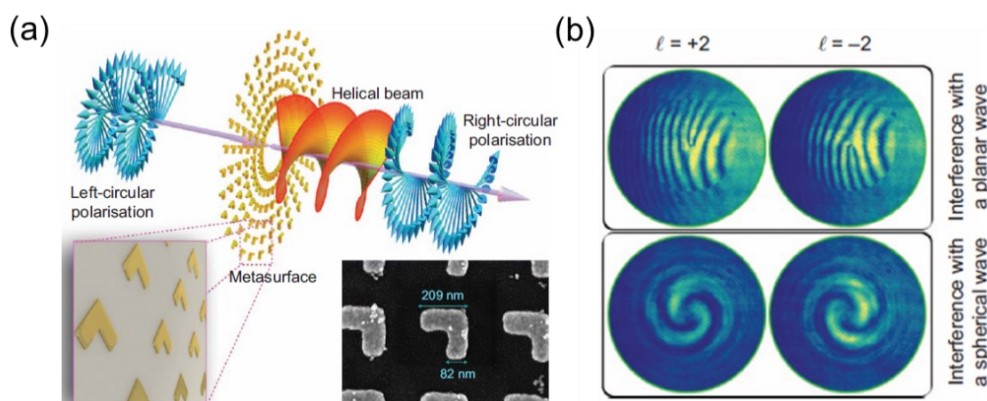 (a)
Helical beam
Right-circular
polarisation
Left-circular
polarisation
Metasurface
209 nm
82 nm
(b)
ℓ = +2
ℓ = −2
Interference with
a planar wave
Interference with
a spherical wave